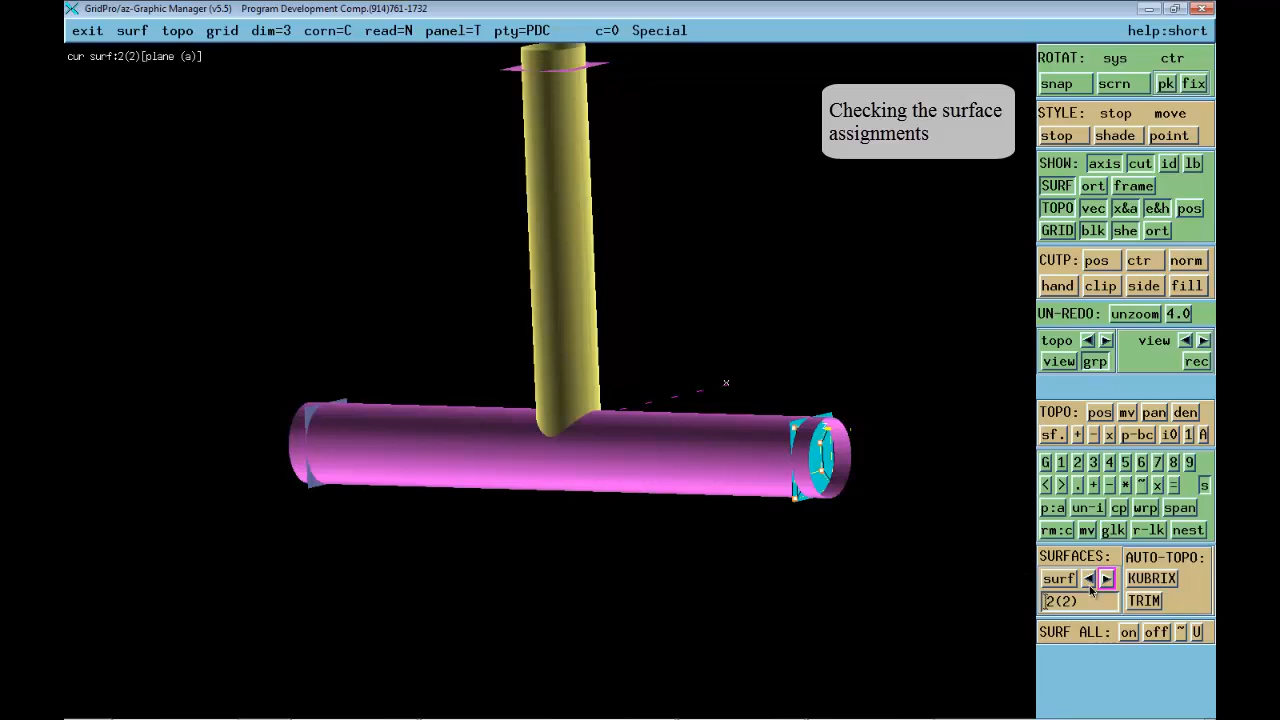 GridPro/az-Graphic Manager (v5.5) Program Development Comp.(914)761-1732
exit surf topo grid dim=3 corn=C read=N panel=T pty=PDC c=0 Special help:short
cur surf:2(2)[plane (a)]
Checking the surface
assignments
x
ROTAT: sys ctr
snap scrn pk fix
STYLE: stop move
stop shade point
SHOW: axis cut id lb
SURF ort frame
TOPO vec x&a e&h pos
GRID blk she ort
CUTP: pos ctr norm
hand clip side fill
UN-REDO: unzoom 4.0
topo view
view grp rec
TOPO: pos mv pan den
sf. + - x p-bc i0 1 A
G 1 2 3 4 5 6 7 8 9
< > . + - * ~ x = s
p:a un-i cp wrp span
rm:c mv glk r-lk nest
SURFACES: AUTO-TOPO:
surf KUBRIX
2(2) TRIM
SURF ALL: on off ~ U